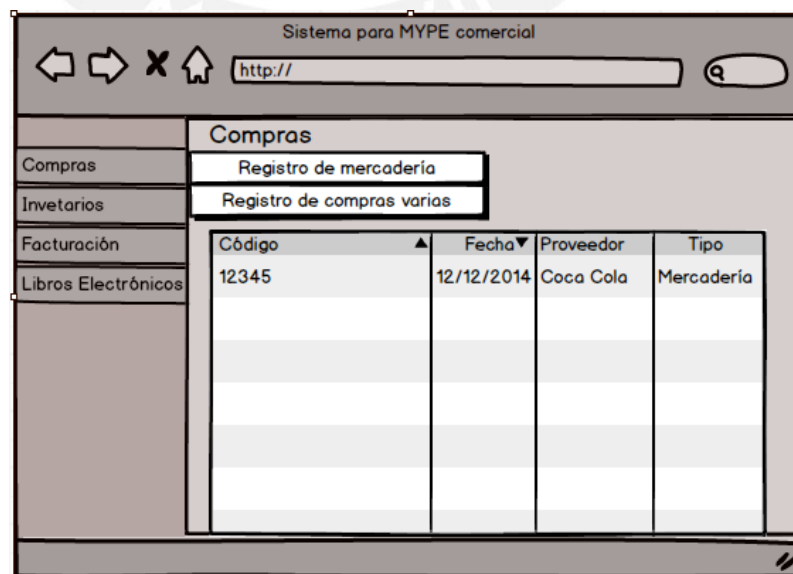 Sistema para MYPE comercial
http://
Compras
Compras
Registro de mercadería
Invetarios
Registro de compras varias
Facturación
Libros Electrónicos
Código Fecha Proveedor Tipo
12345 12/12/2014 Coca Cola Mercadería